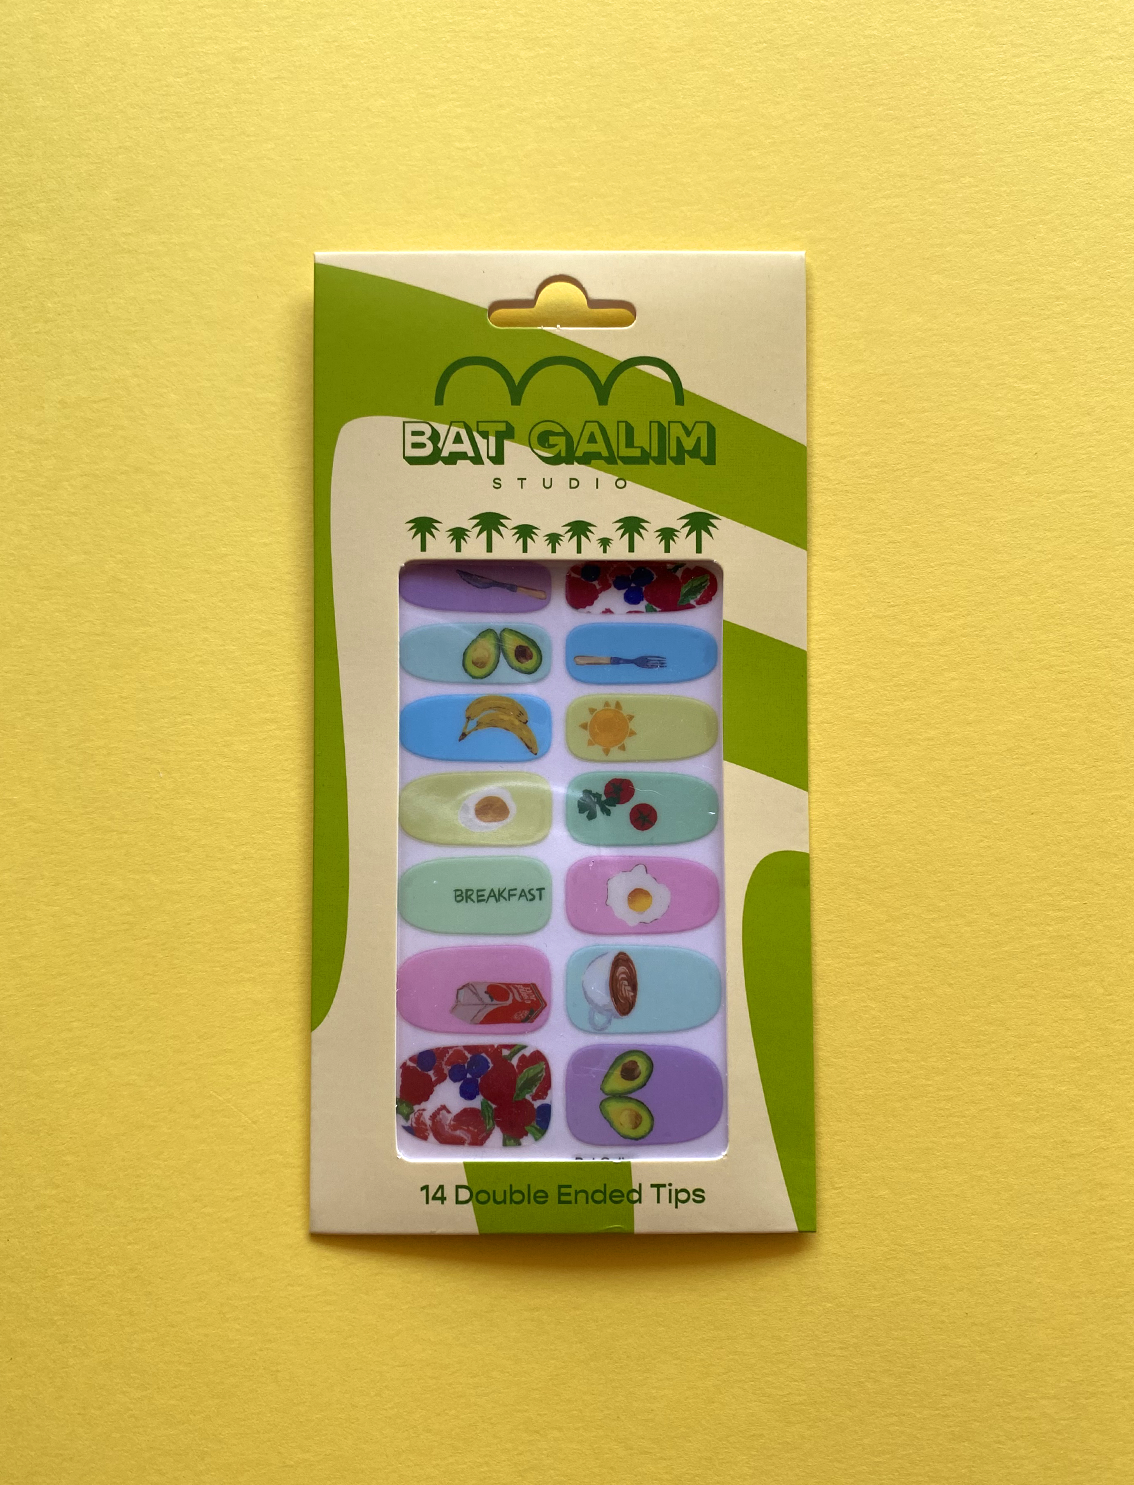 BAT GALIM
STUDIO
BREAKFAST
14 Double Ended Tips